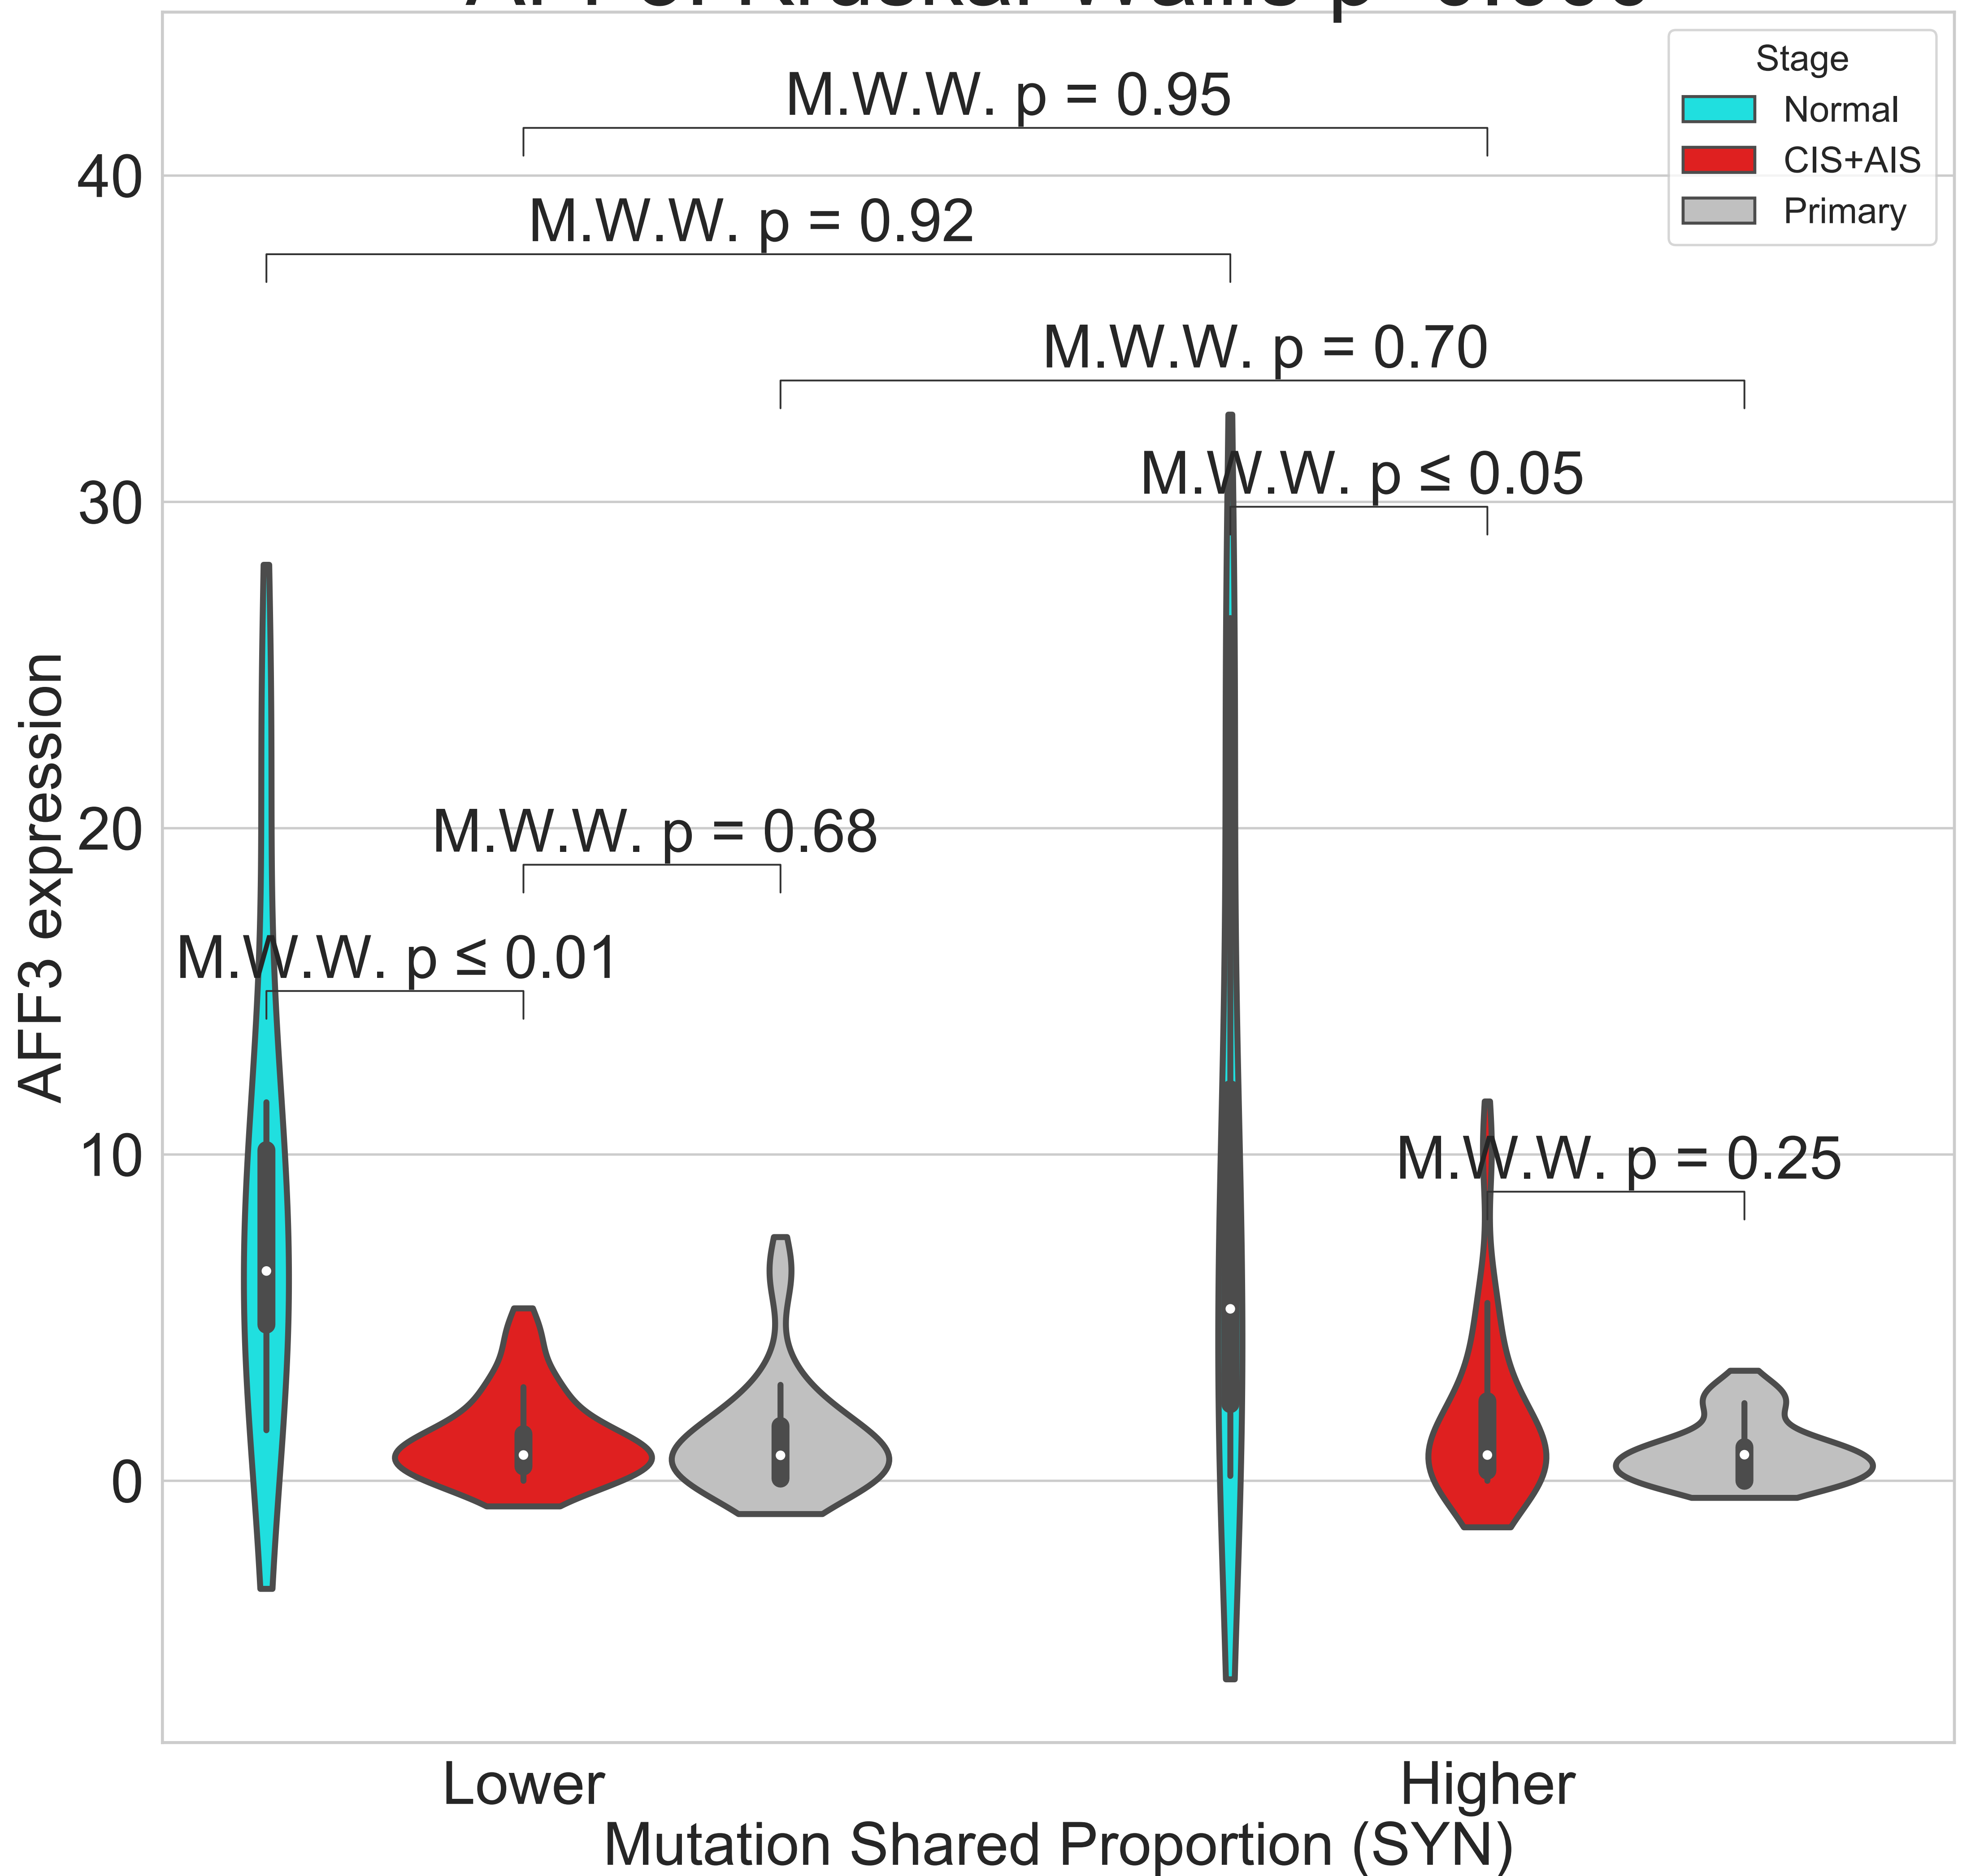 Stage
Normal
CIS+AIS
Primary
M.W.W. p = 0.95
M.W.W. p = 0.92
M.W.W. p = 0.70
M.W.W. p ≤ 0.05
M.W.W. p = 0.68
M.W.W. p ≤ 0.01
M.W.W. p = 0.25
40
30
20
10
0
AFF3 expression
Lower
Higher
Mutation Shared Proportion (SYN)